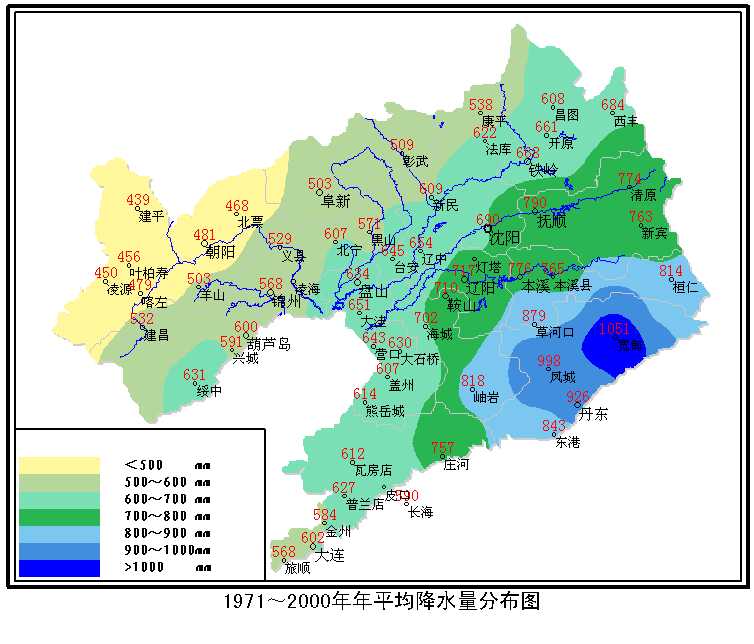 538
康平
608
昌图
684
西丰
622
法库
661
开原
663
铁岭
509
彰武
503
阜新
609
新民
774
清原
790
抚顺
763
新宾
690
沈阳
439
建平
468
北票
481
朝阳
529
义县
607
北宁
571
黑山
645
台安
654
辽中
456
叶柏寿
450
凌源
479
喀左
503
羊山
568
锦州
凌海
634
盘山
651
大洼
717
辽阳
灯塔
776
本溪
765
本溪县
814
桓仁
710
鞍山
702
海城
532
建昌
600
葫芦岛
591
兴城
631
绥中
643
营口
630
大石桥
607
盖州
614
熊岳城
879
草河口
1051
宽甸
998
凤城
818
岫岩
926
丹东
843
东港
757
庄河
612
瓦房店
627
普兰店
皮口
590
长海
584
金州
602
大连
568
旅顺
<500 mm
500～600 mm
600～700 mm
700～800 mm
800～900 mm
900～1000mm
>1000 mm
1971～2000年年平均降水量分布图